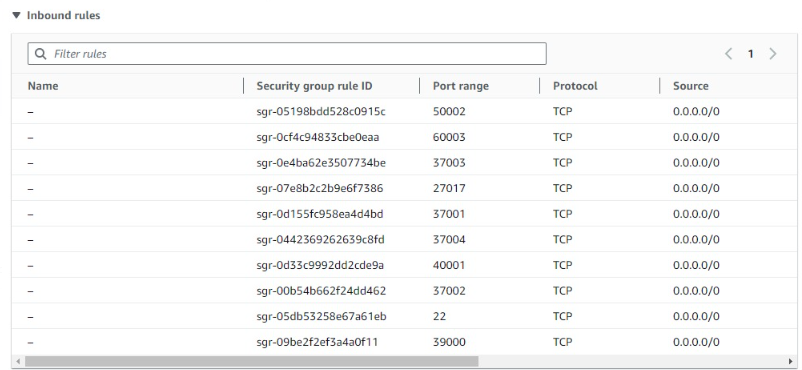 Inbound rules
Filter rules
1
Name Security group rule ID Port range Protocol Source
– sgr-05198bdd528c0915c 50002 TCP 0.0.0.0/0
– sgr-0cf4c94833cbe0eaa 60003 TCP 0.0.0.0/0
– sgr-0e4ba62e3507734be 37003 TCP 0.0.0.0/0
– sgr-07e8b2c2b9e6f7386 27017 TCP 0.0.0.0/0
– sgr-0d155fc958ea4d4bd 37001 TCP 0.0.0.0/0
– sgr-0442369262639c8fd 37004 TCP 0.0.0.0/0
– sgr-0d33c9992dd2cde9a 40001 TCP 0.0.0.0/0
– sgr-00b54b662f24dd462 37002 TCP 0.0.0.0/0
– sgr-05db53258e67a61eb 22 TCP 0.0.0.0/0
– sgr-09be2f2ef3a4a0f11 39000 TCP 0.0.0.0/0